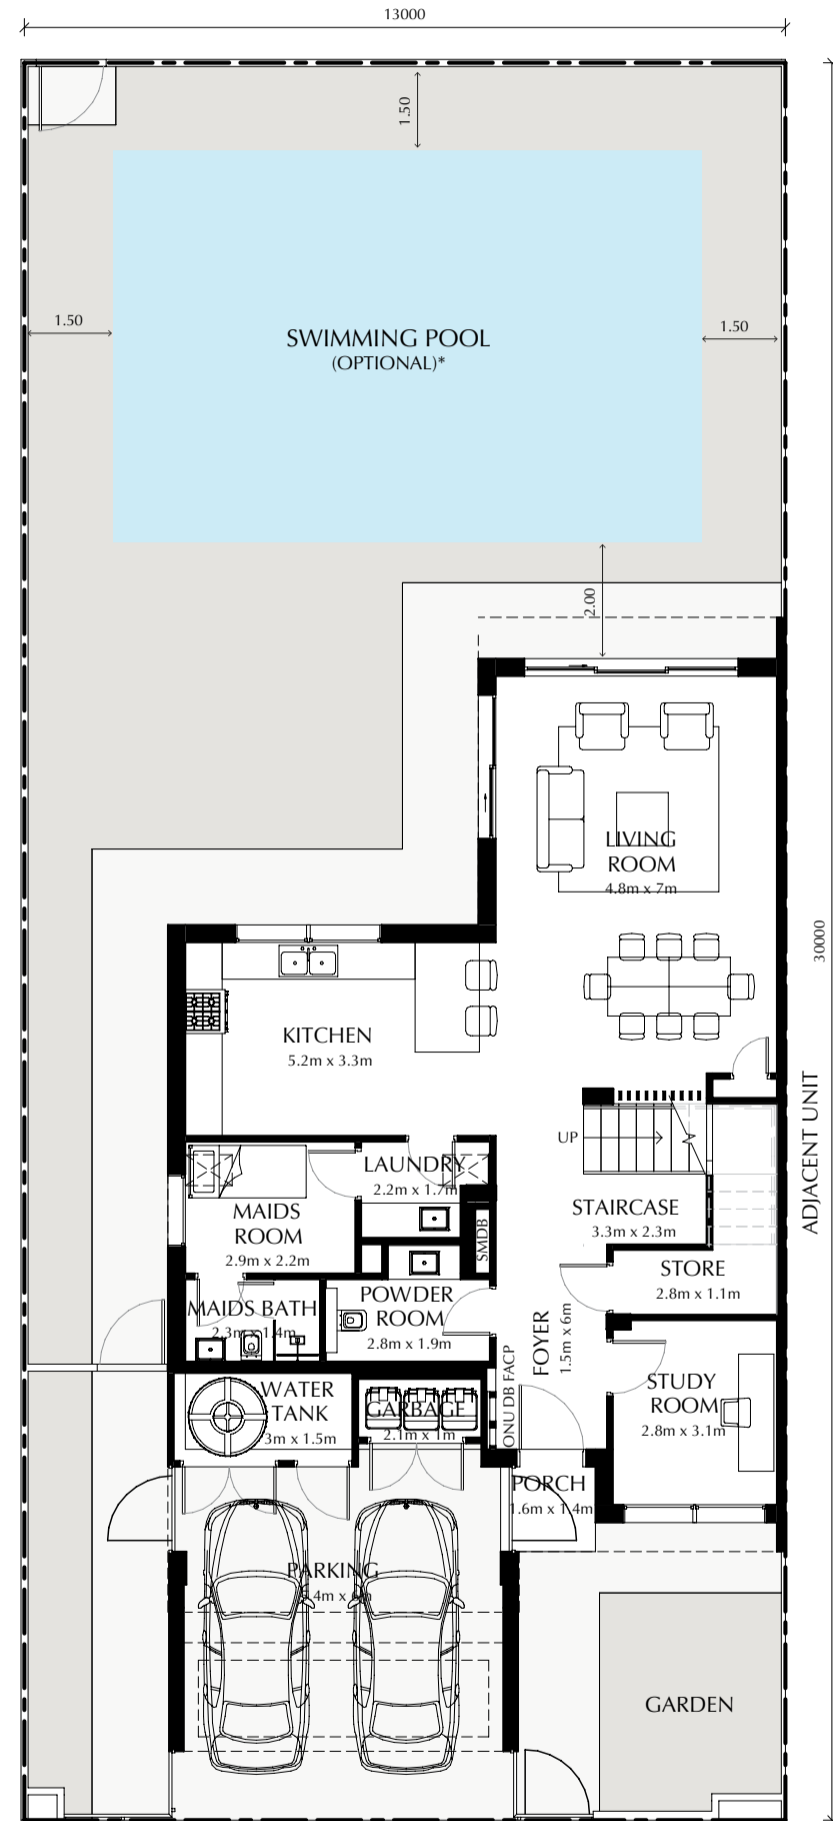 13000
1.50
1.50
SWIMMING POOL
(OPTIONAL)*
1.50
2.00
LIVING
ROOM
4.8m x 7m
30000
ADJACENT UNIT
KITCHEN
5.2m x 3.3m
UP
LAUNDRY
2.2m x 1.7m
MAIDS
ROOM
2.9m x 2.2m
SMDB
STAIRCASE
3.3m x 2.3m
STORE
2.8m x 1.1m
MAIDS BATH
2.3m x 1.4m
POWDER
ROOM
2.8m x 1.9m
FOYER
1.5m x 6m
ONU DB FACP
STUDY
ROOM
2.8m x 3.1m
WATER
TANK
3m x 1.5m
GARBAGE
2.1m x 1m
PORCH
1.6m x 1.4m
PARKING
GARDEN